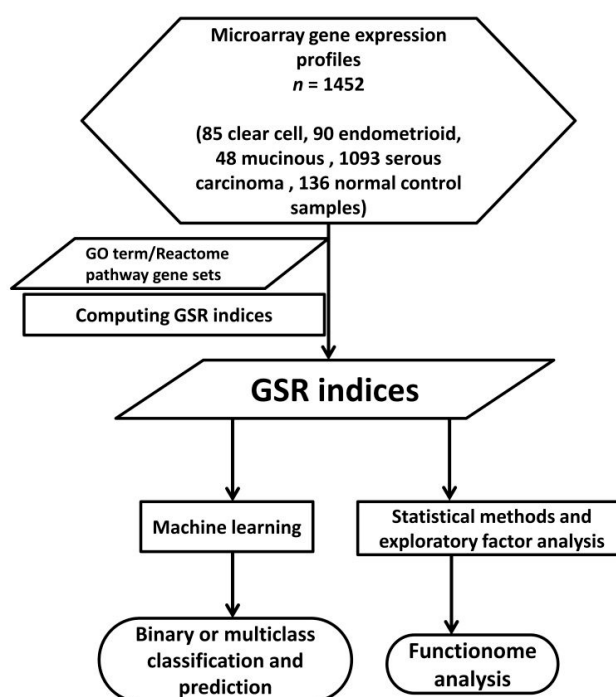 Microarray gene expression
profiles
n = 1452
(85 clear cell, 90 endometrioid,
48 mucinous , 1093 serous
carcinoma , 136 normal control
samples)
GO term/Reactome
pathway gene sets
Computing GSR indices
GSR indices
Machine learning
Statistical methods and
exploratory factor analysis
Binary or multiclass
classification and
prediction
Functionome
analysis